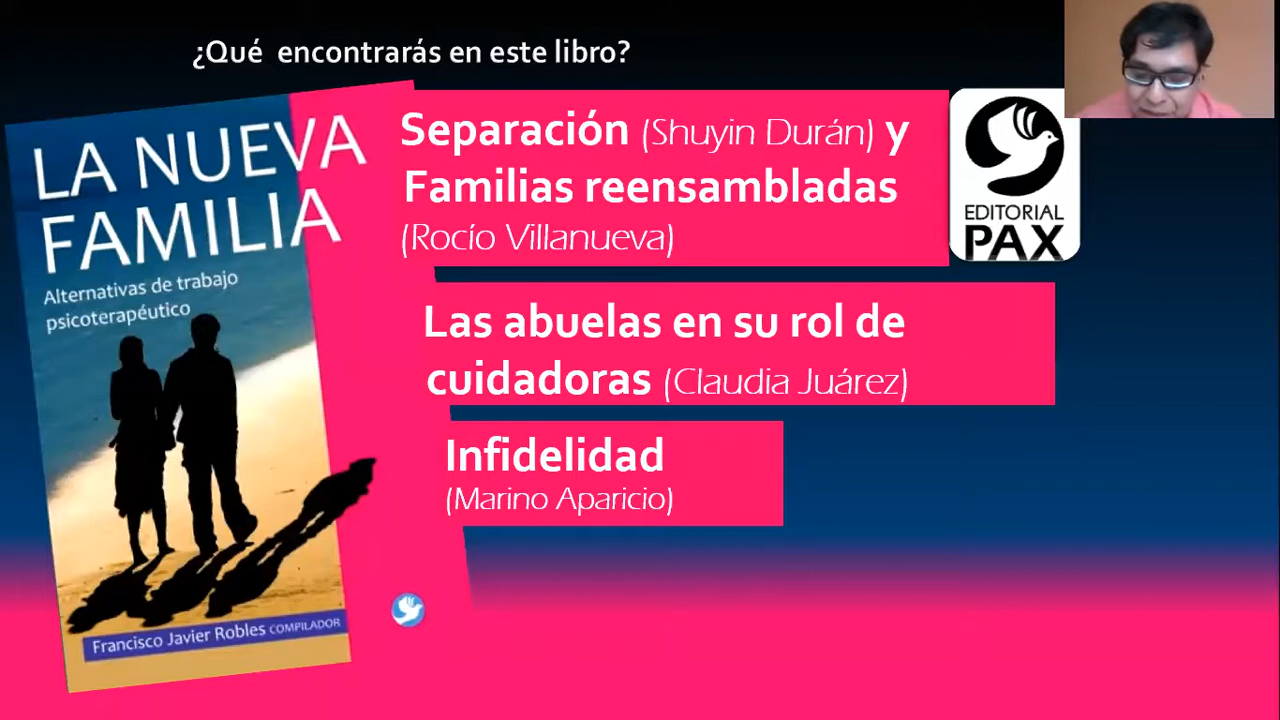 ¿Qué encontrarás en este libro?
LA NUEVA
FAMILIA
Alternativas de trabajo
psicoterapéutico
Francisco Javier Robles COMPILADOR
Separación (Shuyin Durán) y
Familias reensambladas
(Rocío Villanueva)
EDITORIAL
PAX
Las abuelas en su rol de
cuidadoras (Claudia Juárez)
Infidelidad
(Marino Aparicio)